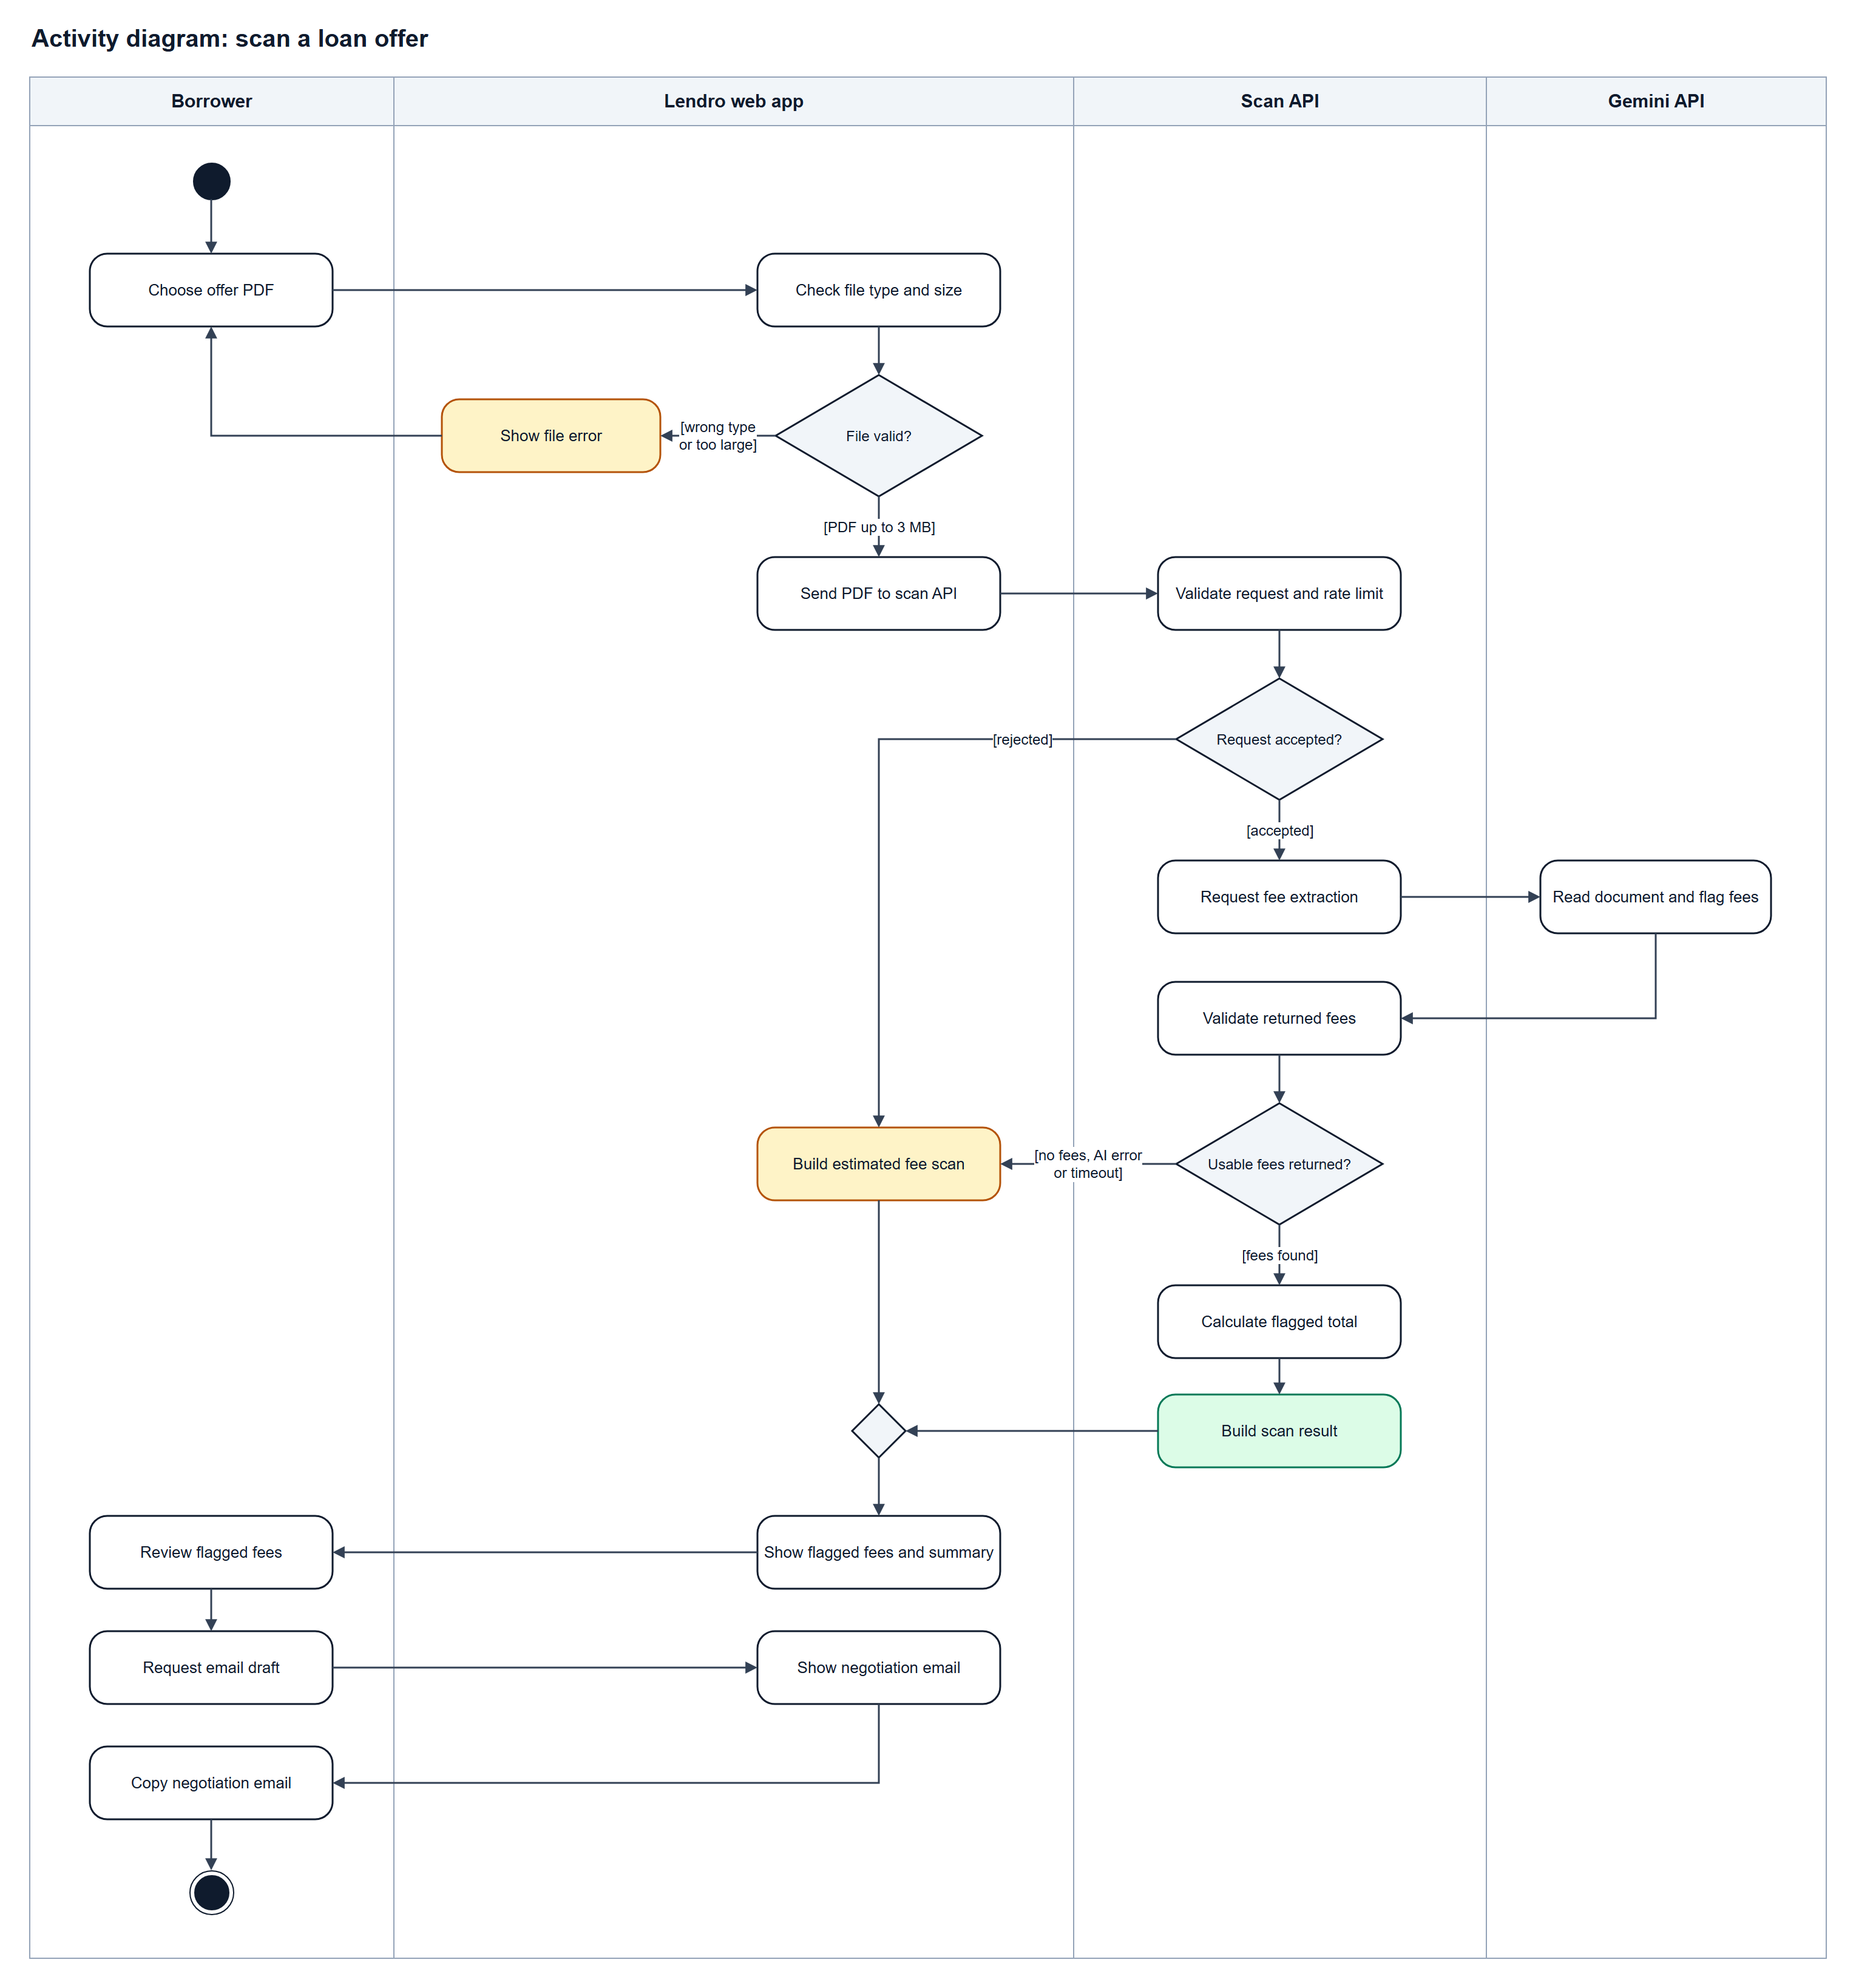 Activity diagram: scan a loan offer
Borrower
Lendro web app
Scan API
Gemini API
Choose offer PDF
Check file type and size
Show file error
[wrong type
or too large]
File valid?
[PDF up to 3 MB]
Send PDF to scan API
Validate request and rate limit
[rejected]
Request accepted?
[accepted]
Request fee extraction
Read document and flag fees
Validate returned fees
Build estimated fee scan
[no fees, AI error
or timeout]
Usable fees returned?
[fees found]
Calculate flagged total
Build scan result
Review flagged fees
Show flagged fees and summary
Request email draft
Show negotiation email
Copy negotiation email